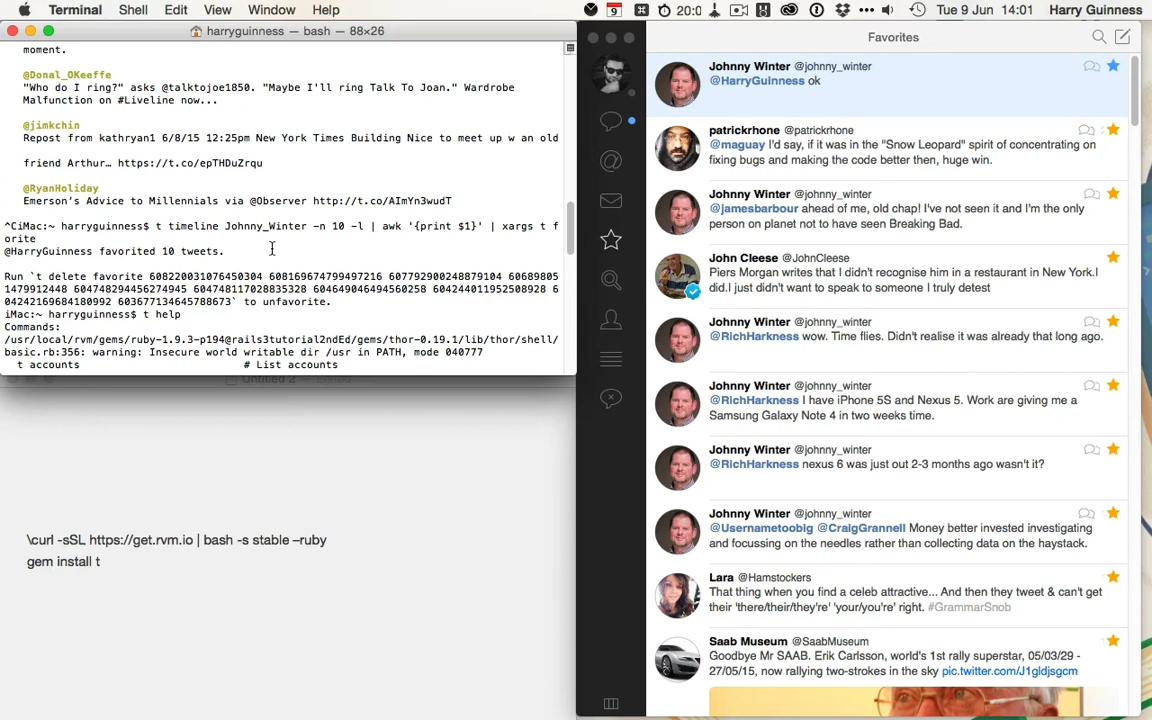 Terminal Shell Edit View Window Help
9 20:0 Tue 9 Jun 14:01 Harry Guinness
harryguinness — bash — 88×26
moment.
@Donal_OKeeffe
"Who do I ring?" asks @talktojoe1850. "Maybe I'll ring Talk To Joan." Wardrobe
Malfunction on #Liveline now...
@jimkchin
Repost from kathryan1 6/8/15 12:25pm New York Times Building Nice to meet up w an old
friend Arthur… https://t.co/epTHDuZrqu
@RyanHoliday
Emerson's Advice to Millennials via @Observer http://t.co/AImYn3wudT
^CiMac:~ harryguinness$ t timeline Johnny_Winter -n 10 -l | awk '{print $1}' | xargs t f
orite
@HarryGuinness favorited 10 tweets.
Run `t delete favorite 608220031076450304 608169674799497216 607792900248879104 60689805
1479912448 604748294456274945 604748117028835328 604649046494560258 604244011952508928 6
04242169684180992 603677134645788673` to unfavorite.
iMac:~ harryguinness$ t help
Commands:
/usr/local/rvm/gems/ruby-1.9.3-p194@rails3tutorial2ndEd/gems/thor-0.19.1/lib/thor/shell/
basic.rb:356: warning: Insecure world writable dir /usr in PATH, mode 040777
t accounts # List accounts
Untitled 2 — Edited
\curl -sSL https://get.rvm.io | bash -s stable –ruby
gem install t
Favorites
Johnny Winter @johnny_winter
@HarryGuinness ok
patrickrhone @patrickrhone
@maguay I'd say, if it was in the "Snow Leopard" spirit of concentrating on
fixing bugs and making the code better then, huge win.
Johnny Winter @johnny_winter
@jamesbarbour ahead of me, old chap! I've not seen it and I'm the only
person on planet not to have seen Breaking Bad.
John Cleese @JohnCleese
Piers Morgan writes that I didn't recognise him in a restaurant in New York.I
did.I just didn't want to speak to someone I truly detest
Johnny Winter @johnny_winter
@RichHarkness wow. Time flies. Didn't realise it was already that long ago.
Johnny Winter @johnny_winter
@RichHarkness I have iPhone 5S and Nexus 5. Work are giving me a
Samsung Galaxy Note 4 in two weeks time.
Johnny Winter @johnny_winter
@RichHarkness nexus 6 was just out 2-3 months ago wasn't it?
Johnny Winter @johnny_winter
@Usernametoobig @CraigGrannell Money better invested investigating
and focussing on the needles rather than collecting data on the haystack.
Lara @Hamstockers
That thing when you find a celeb attractive... And then they tweet & can't get
their 'there/their/they're' 'your/you're' right. #GrammarSnob
Saab Museum @SaabMuseum
Goodbye Mr SAAB. Erik Carlsson, world's 1st rally superstar, 05/03/29 -
27/05/15, now rallying two-strokes in the sky pic.twitter.com/J1gldjsgcm